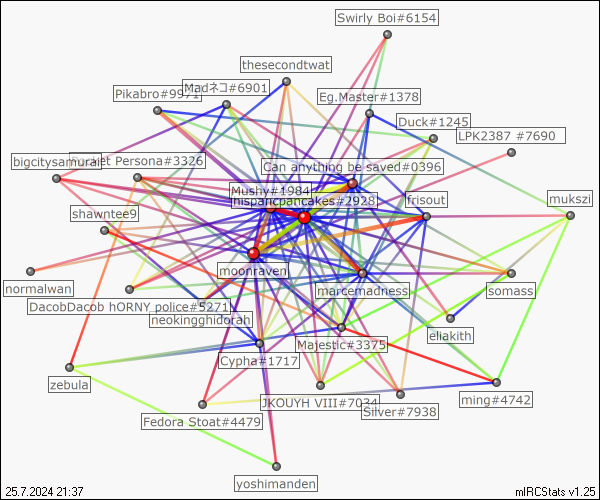 Swirly Boi#6154
thesecondtwat
Madネコ#6901
Pikabro#9971
Eg.Master#1378
Duck#1245
LPK2387 #7690
bigcitysamurai
Persona#3326
Can anything be saved#0396
Mushy#1984
hispanicpancakes#2928
frisout
mukszi
shawntee9
moonraven
normalwan
marcemadness
somass
DacobDacob hORNY police#5271
neokingghidorah
eliakith
Majestic#3375
Cypha#1717
zebula
JKOUYH VIII#7034
ming#4742
Silver#7938
Fedora Stoat#4479
yoshimanden
25.7.2024 21:37
mIRCStats v1.25